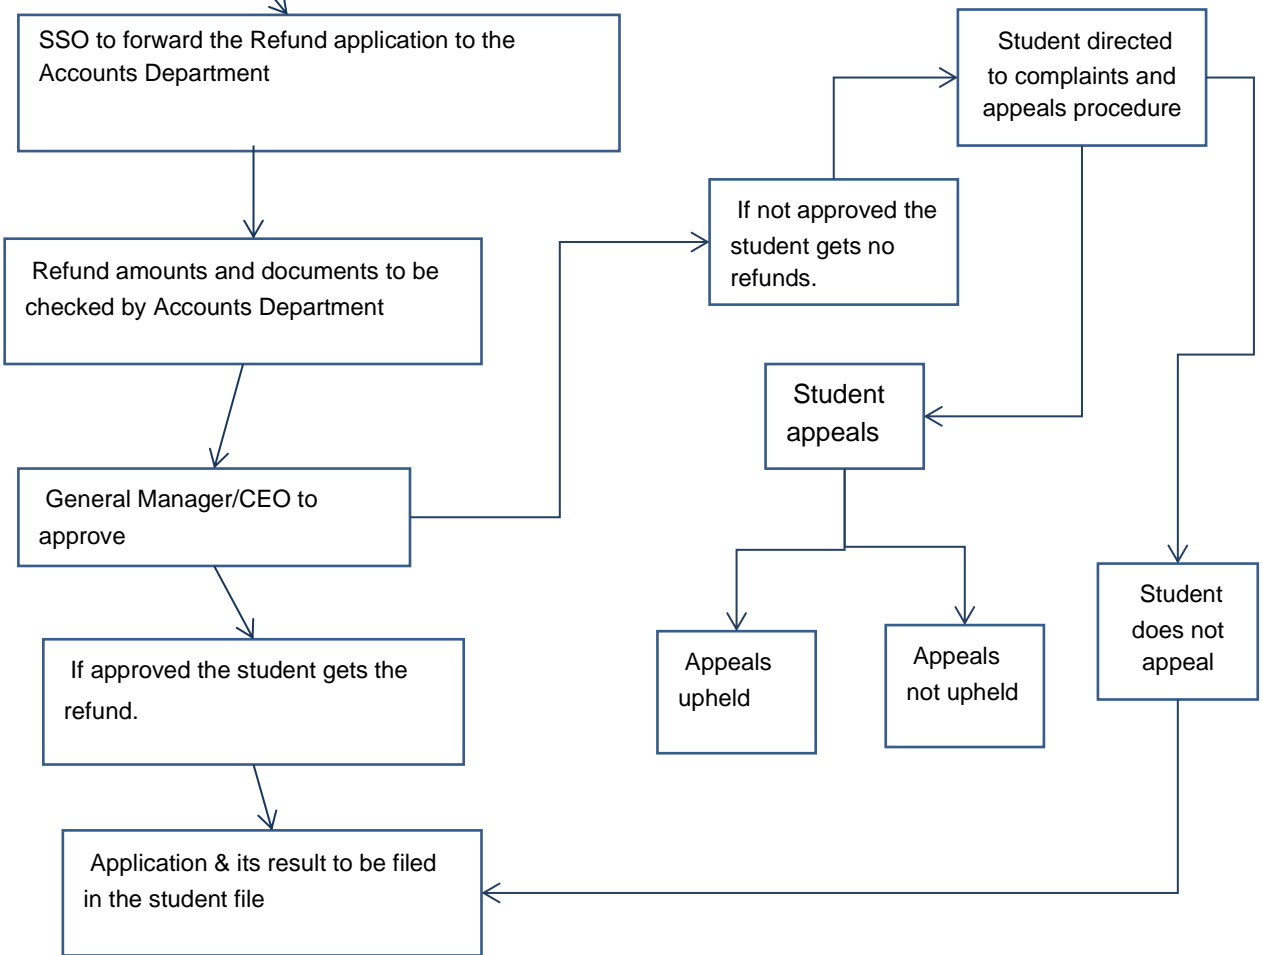 SSO to forward the Refund application to the
Accounts Department
Student directed
to complaints and
appeals procedure
If not approved the
student gets no
refunds.
Refund amounts and documents to be
checked by Accounts Department
Student
appeals
General Manager/CEO to
approve
Student
does not
appeal
If approved the student gets the
refund.
Appeals
upheld
Appeals
not upheld
Application & its result to be filed
in the student file